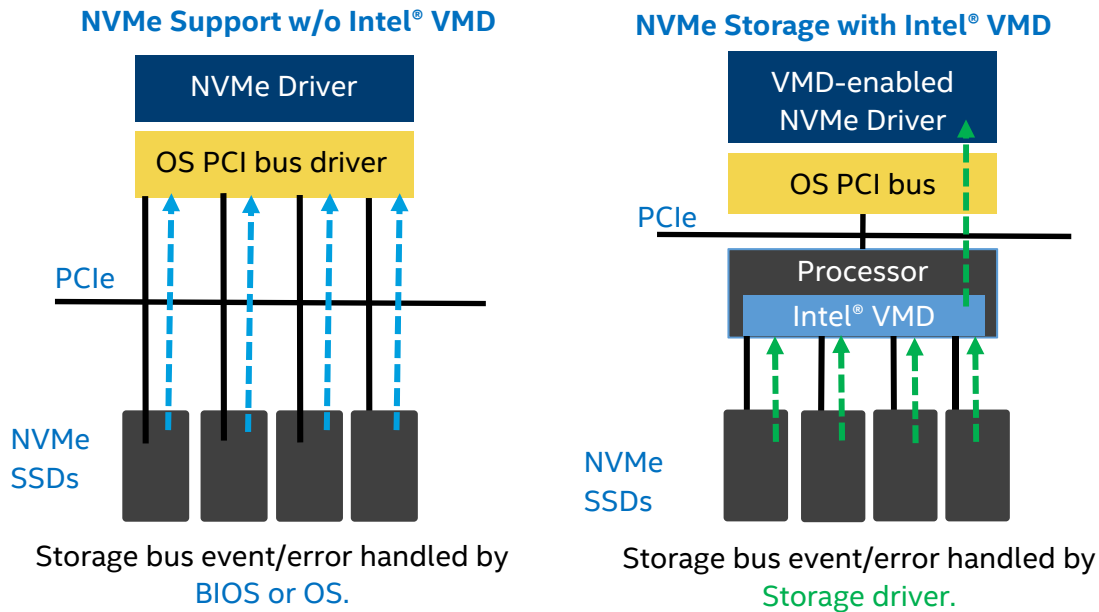 NVMe Support w/o Intel® VMD
NVMe Driver
OS PCI bus driver
PCIe
NVMe
SSDs
Storage bus event/error handled by
BIOS or OS.
NVMe Storage with Intel® VMD
VMD-enabled
NVMe Driver
OS PCI bus
PCIe
Processor
Intel® VMD
NVMe
SSDs
Storage bus event/error handled by
Storage driver.